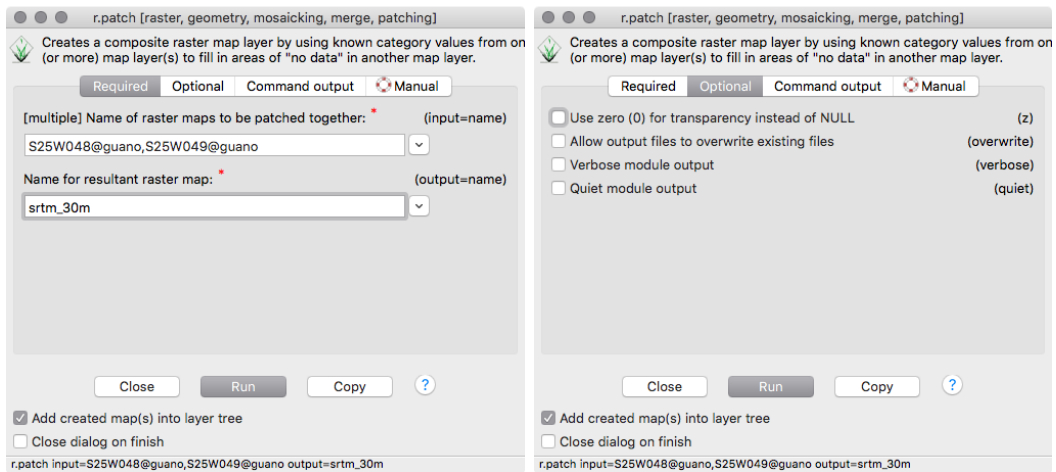 r.patch [raster, geometry, mosaicking, merge, patching]
Creates a composite raster map layer by using known category values from on
(or more) map layer(s) to fill in areas of "no data" in another map layer.
Required Optional Command output Manual
[multiple] Name of raster maps to be patched together: * (input=name)
S25W048@guano,S25W049@guano
Name for resultant raster map: * (output=name)
srtm_30m
Close Run Copy ?
Add created map(s) into layer tree
Close dialog on finish
r.patch input=S25W048@guano,S25W049@guano output=srtm_30m
r.patch [raster, geometry, mosaicking, merge, patching]
Creates a composite raster map layer by using known category values from on
(or more) map layer(s) to fill in areas of "no data" in another map layer.
Required Optional Command output Manual
Use zero (0) for transparency instead of NULL (z)
Allow output files to overwrite existing files (overwrite)
Verbose module output (verbose)
Quiet module output (quiet)
Close Run Copy ?
Add created map(s) into layer tree
Close dialog on finish
r.patch input=S25W048@guano,S25W049@guano output=srtm_30m